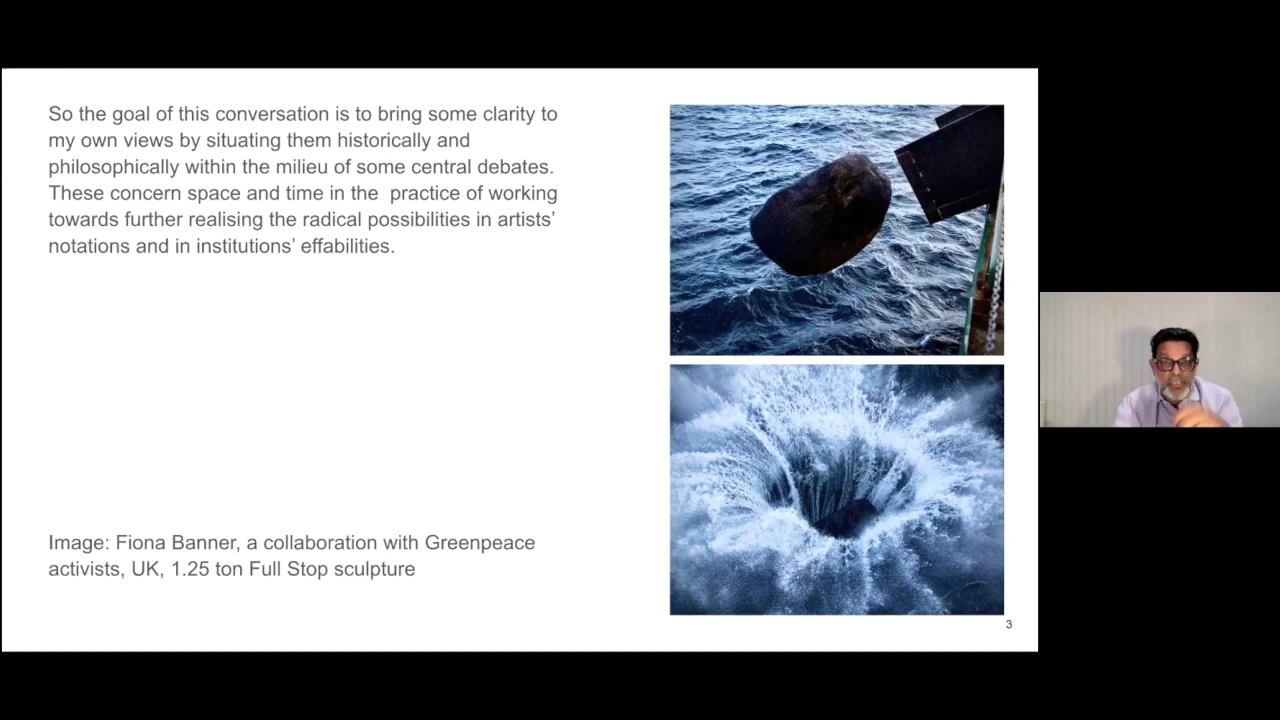 So the goal of this conversation is to bring some clarity to
my own views by situating them historically and
philosophically within the milieu of some central debates.
These concern space and time in the  practice of working
towards further realising the radical possibilities in artists’
notations and in institutions’ effabilities.
Image: Fiona Banner, a collaboration with Greenpeace
activists, UK, 1.25 ton Full Stop sculpture
3